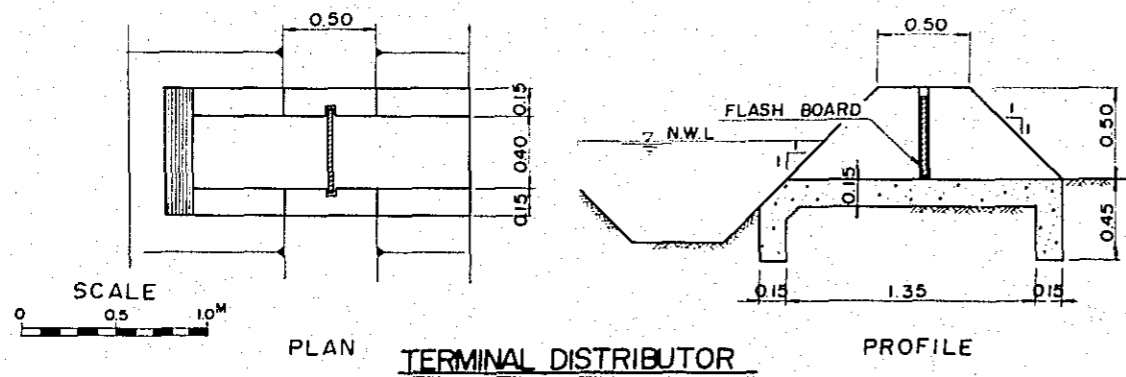 0.50
0.15
0.40
0.15
SCALE
0 0.5 1.0M
PLAN
0.50
FLASH BOARD
N.W.L
1
1
1
1
0.50
0.15
0.45
0.15 1.35 0.15
PROFILE
TERMINAL DISTRIBUTOR